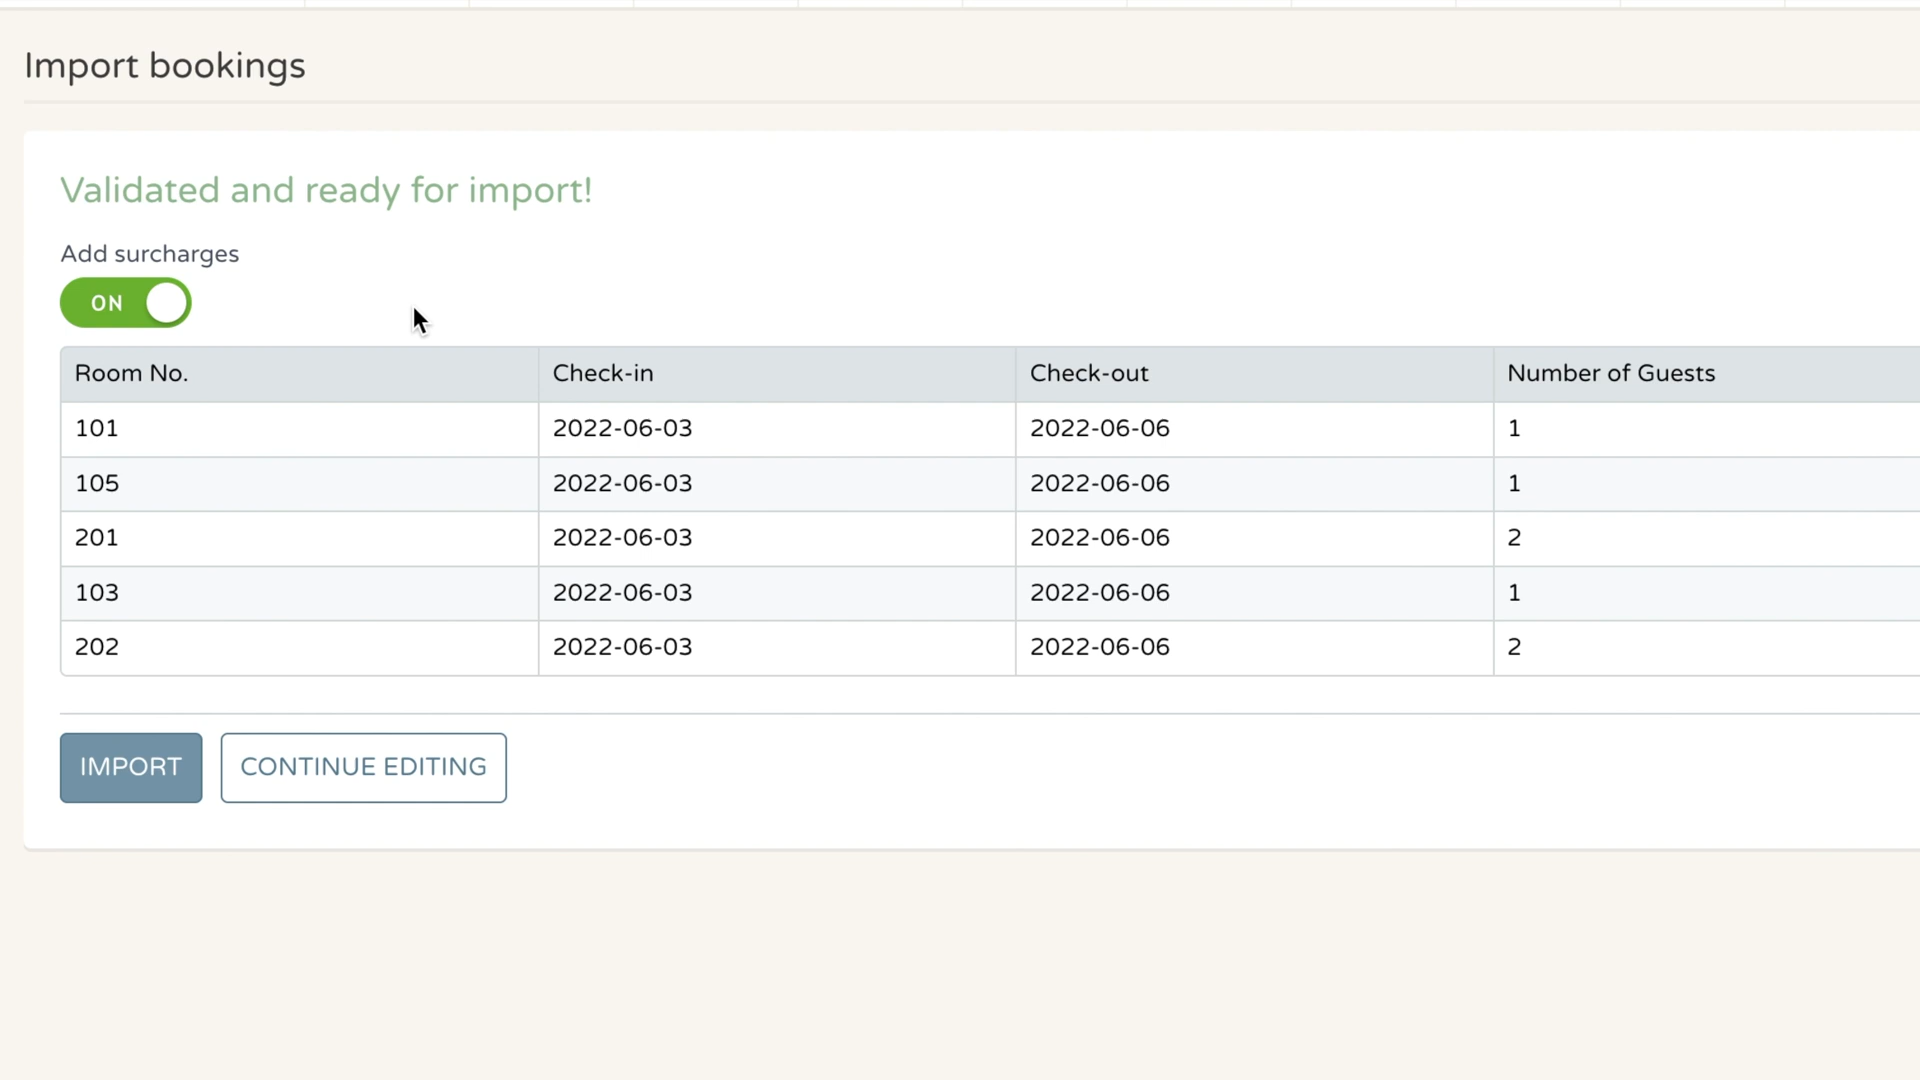 Import bookings
Validated and ready for import!
Add surcharges
ON
Room No. Check-in Check-out Number of Guests
101 2022-06-03 2022-06-06 1
105 2022-06-03 2022-06-06 1
201 2022-06-03 2022-06-06 2
103 2022-06-03 2022-06-06 1
202 2022-06-03 2022-06-06 2
IMPORT CONTINUE EDITING